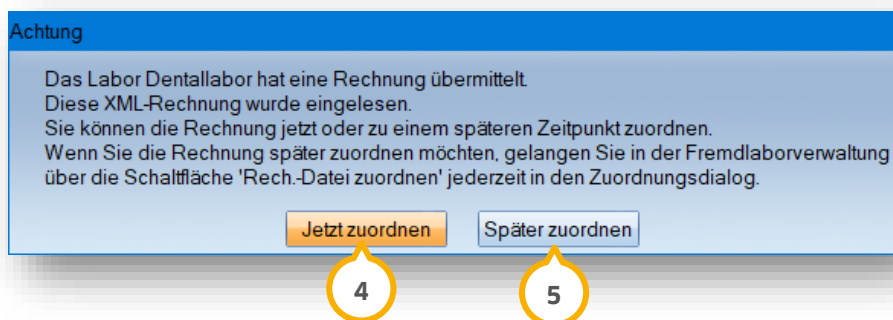 Achtung
Das Labor Dentallabor hat eine Rechnung übermittelt.
Diese XML-Rechnung wurde eingelesen.
Sie können die Rechnung jetzt oder zu einem späteren Zeitpunkt zuordnen.
Wenn Sie die Rechnung später zuordnen möchten, gelangen Sie in der Fremdlaborverwaltung
über die Schaltfläche 'Rech.-Datei zuordnen' jederzeit in den Zuordnungsdialog.
Jetzt zuordnen Später zuordnen
4 5